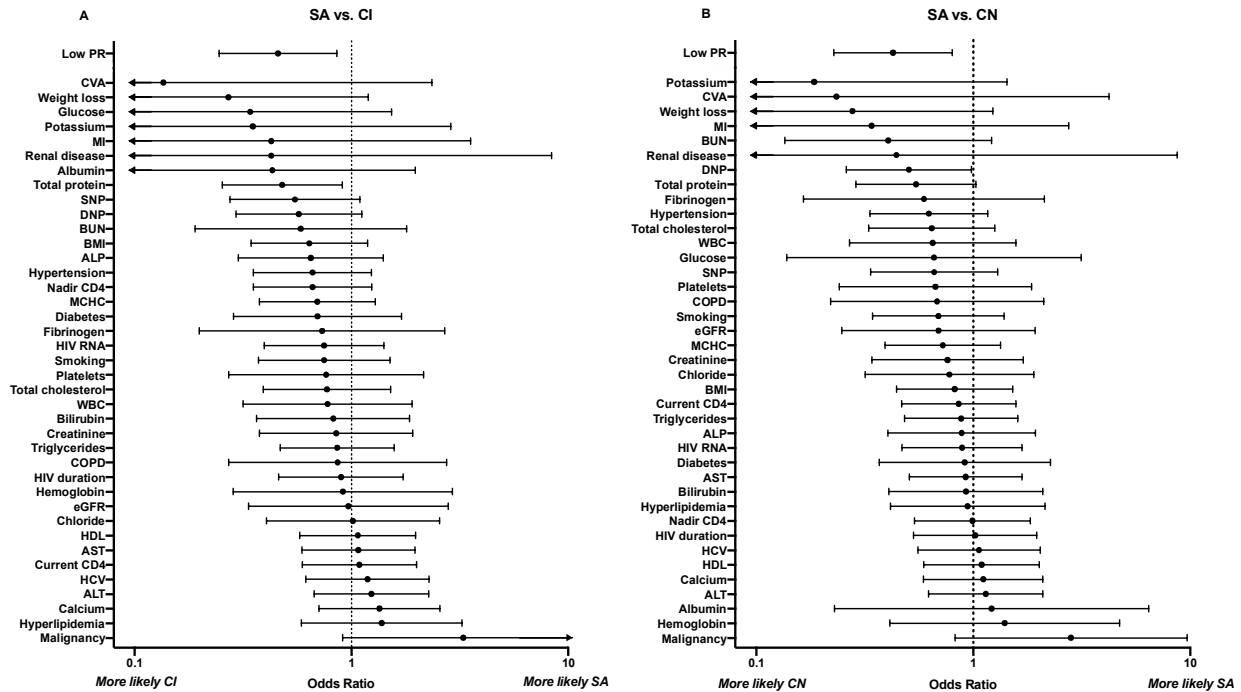 A
SA vs. CI
Low PR
CVA
Weight loss
Glucose
Potassium
MI
Renal disease
Albumin
Total protein
SNP
DNP
BUN
BMI
ALP
Hypertension
Nadir CD4
MCHC
Diabetes
Fibrinogen
HIV RNA
Smoking
Platelets
Total cholesterol
WBC
Bilirubin
Creatinine
Triglycerides
COPD
HIV duration
Hemoglobin
eGFR
Chloride
HDL
AST
Current CD4
HCV
ALT
Calcium
Hyperlipidemia
Malignancy
0.1 1 10
More likely CI Odds Ratio More likely SA
B
SA vs. CN
Low PR
Potassium
CVA
Weight loss
MI
BUN
Renal disease
DNP
Total protein
Fibrinogen
Hypertension
Total cholesterol
WBC
Glucose
SNP
Platelets
COPD
Smoking
eGFR
MCHC
Creatinine
Chloride
BMI
Current CD4
Triglycerides
ALP
HIV RNA
Diabetes
AST
Bilirubin
Hyperlipidemia
Nadir CD4
HIV duration
HCV
HDL
Calcium
ALT
Albumin
Hemoglobin
Malignancy
0.1 1 10
More likely CN Odds Ratio More likely SA